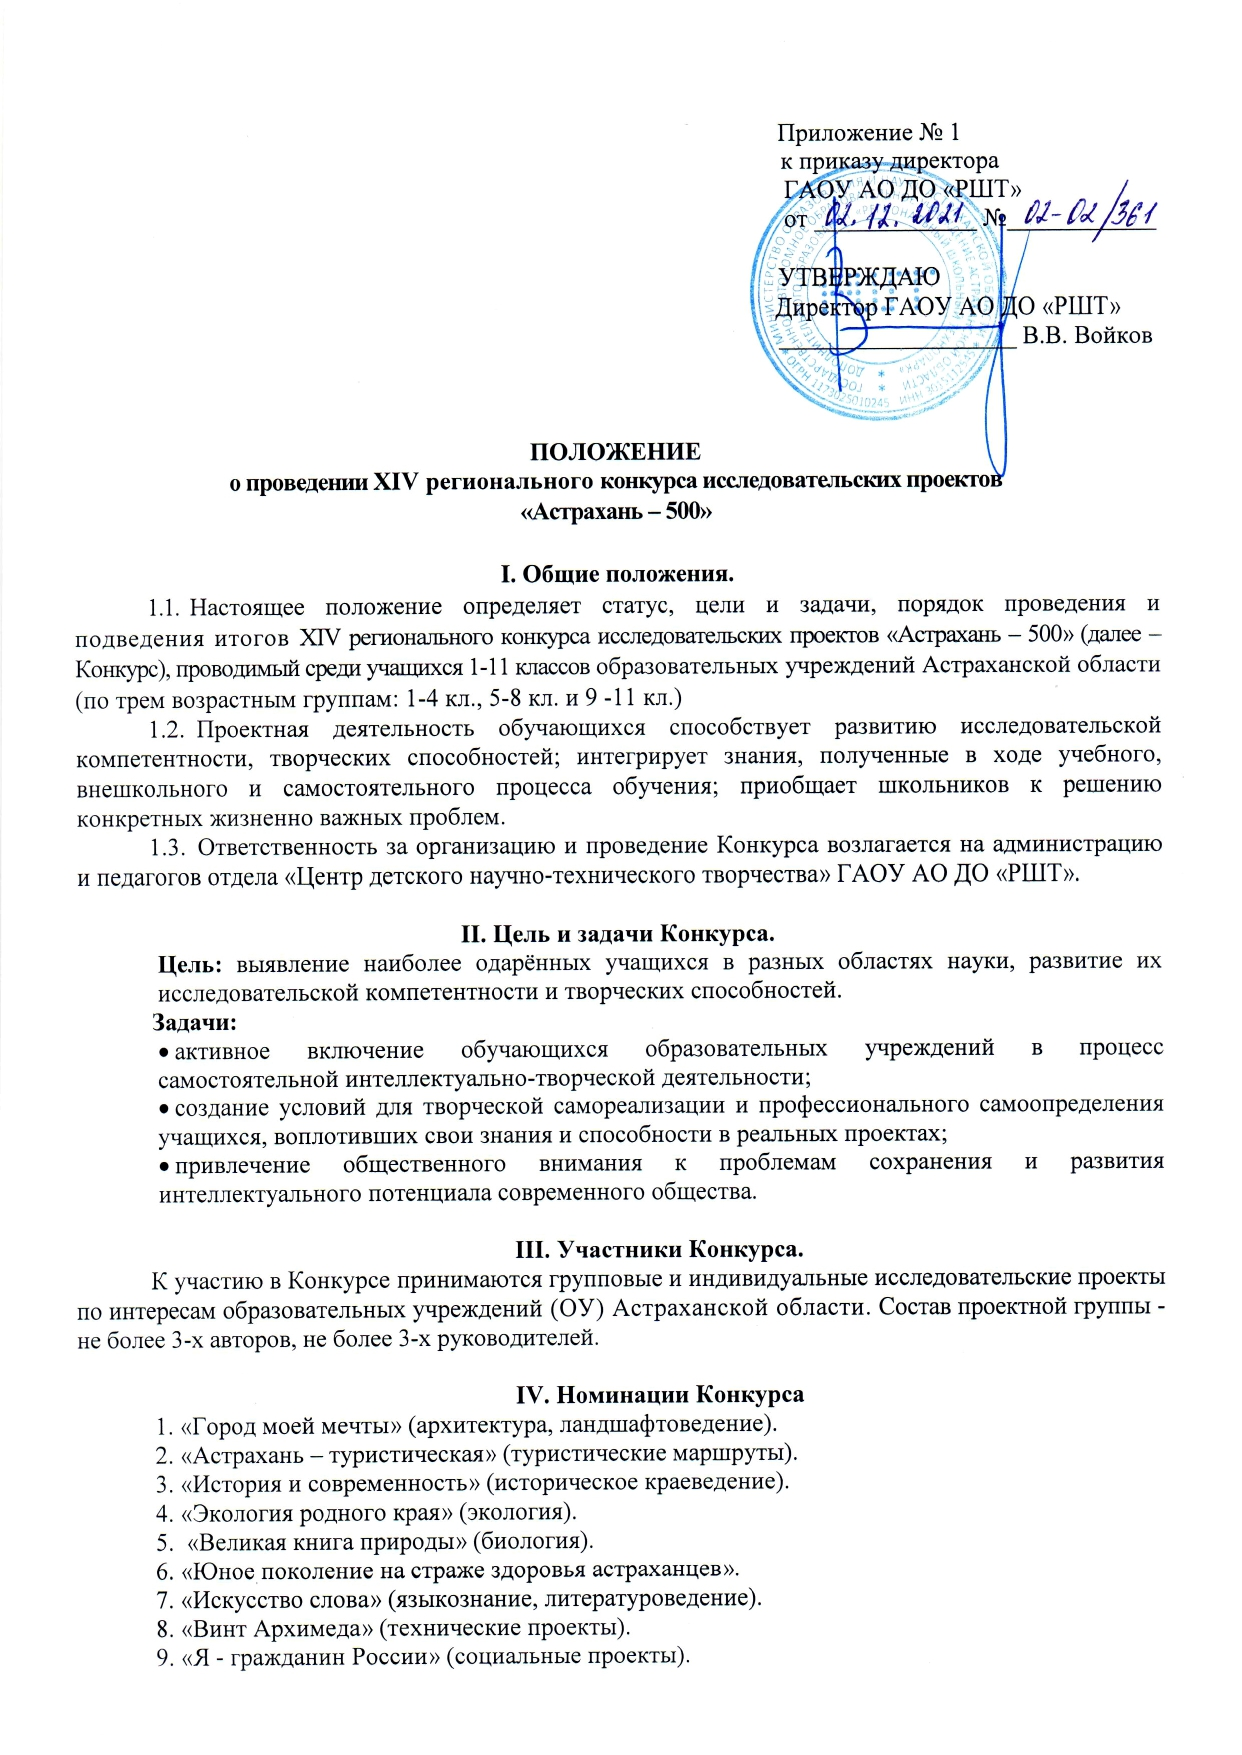 Приложение № 1
к приказу директора
ГАОУ АО ДО «РШТ»
от 02.12.2021 № 02-02/361
УТВЕРЖДАЮ
Директор ГАОУ АО ДО «РШТ»
В.В. Войков
ПОЛОЖЕНИЕ
о проведении XIV регионального конкурса исследовательских проектов
«Астрахань – 500»
I. Общие положения.
1.1. Настоящее положение определяет статус, цели и задачи, порядок проведения и
подведения итогов XIV регионального конкурса исследовательских проектов «Астрахань – 500» (далее –
Конкурс), проводимый среди учащихся 1-11 классов образовательных учреждений Астраханской области
(по трем возрастным группам: 1-4 кл., 5-8 кл. и 9 -11 кл.)
1.2. Проектная деятельность обучающихся способствует развитию исследовательской
компетентности, творческих способностей; интегрирует знания, полученные в ходе учебного,
внешкольного и самостоятельного процесса обучения; приобщает школьников к решению
конкретных жизненно важных проблем.
1.3. Ответственность за организацию и проведение Конкурса возлагается на администрацию
и педагогов отдела «Центр детского научно-технического творчества» ГАОУ АО ДО «РШТ».
II. Цель и задачи Конкурса.
Цель: выявление наиболее одарённых учащихся в разных областях науки, развитие их
исследовательской компетентности и творческих способностей.
Задачи:
• активное включение обучающихся образовательных учреждений в процесс
самостоятельной интеллектуально-творческой деятельности;
• создание условий для творческой самореализации и профессионального самоопределения
учащихся, воплотивших свои знания и способности в реальных проектах;
• привлечение общественного внимания к проблемам сохранения и развития
интеллектуального потенциала современного общества.
III. Участники Конкурса.
К участию в Конкурсе принимаются групповые и индивидуальные исследовательские проекты
по интересам образовательных учреждений (ОУ) Астраханской области. Состав проектной группы -
не более 3-х авторов, не более 3-х руководителей.
IV. Номинации Конкурса
1. «Город моей мечты» (архитектура, ландшафтоведение).
2. «Астрахань – туристическая» (туристические маршруты).
3. «История и современность» (историческое краеведение).
4. «Экология родного края» (экология).
5. «Великая книга природы» (биология).
6. «Юное поколение на страже здоровья астраханцев».
7. «Искусство слова» (языкознание, литературоведение).
8. «Винт Архимеда» (технические проекты).
9. «Я - гражданин России» (социальные проекты).